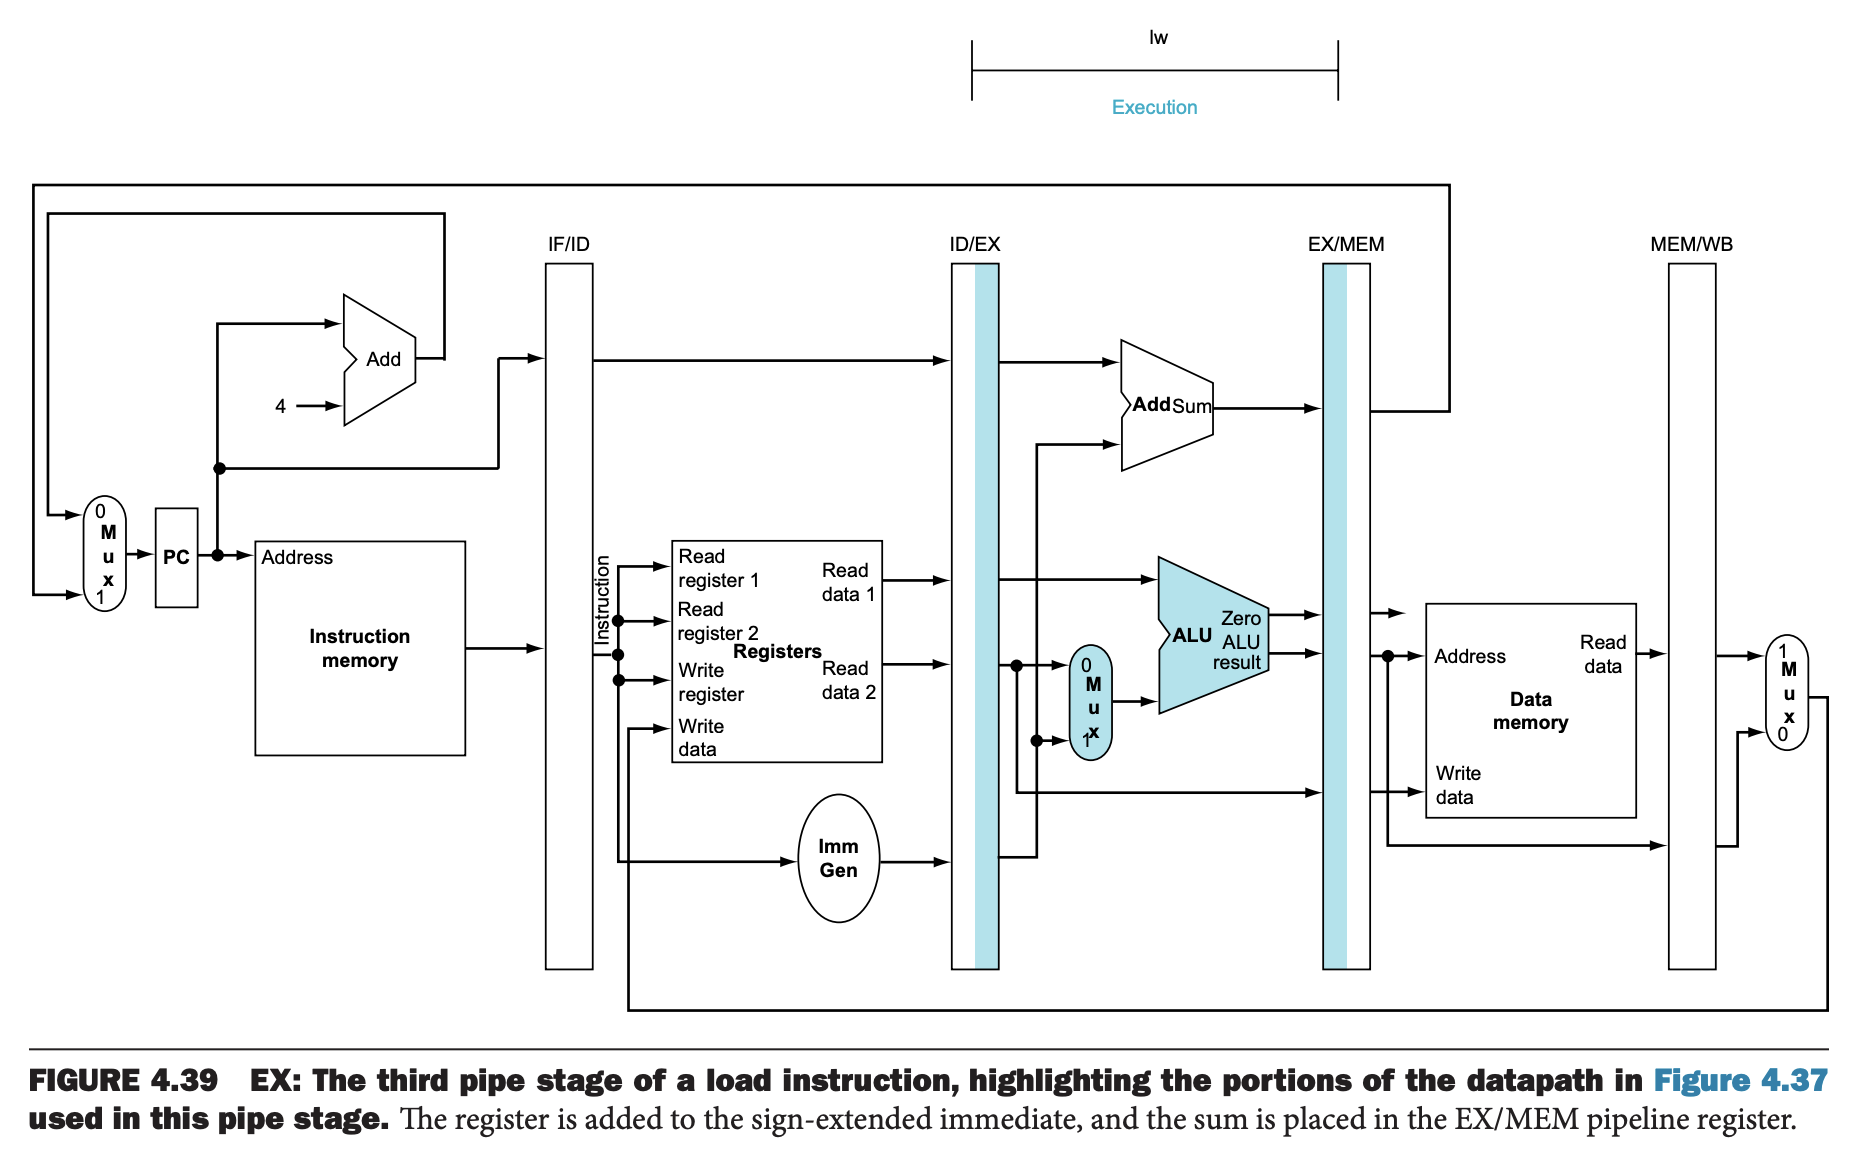 lw
Execution
IF/ID
ID/EX
EX/MEM
MEM/WB
Add
4
Add Sum
0
M
u
x
1
PC
Address
Instruction
memory
Instruction
Read
register 1
Read
register 2
Registers
Write
register
Write
data
Read
data 1
Read
data 2
Imm
Gen
0
M
u
x
1
Zero
ALU
ALU
result
Address
Read
data
Data
memory
Write
data
1
M
u
x
0
FIGURE 4.39 EX: The third pipe stage of a load instruction, highlighting the portions of the datapath in Figure 4.37
used in this pipe stage. The register is added to the sign-extended immediate, and the sum is placed in the EX/MEM pipeline register.